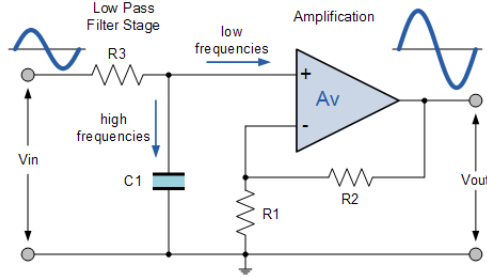 Low Pass
Filter Stage
Amplification
R3
low
frequencies
+
Av
-
high
frequencies
Vin
C1
R1
R2
Vout